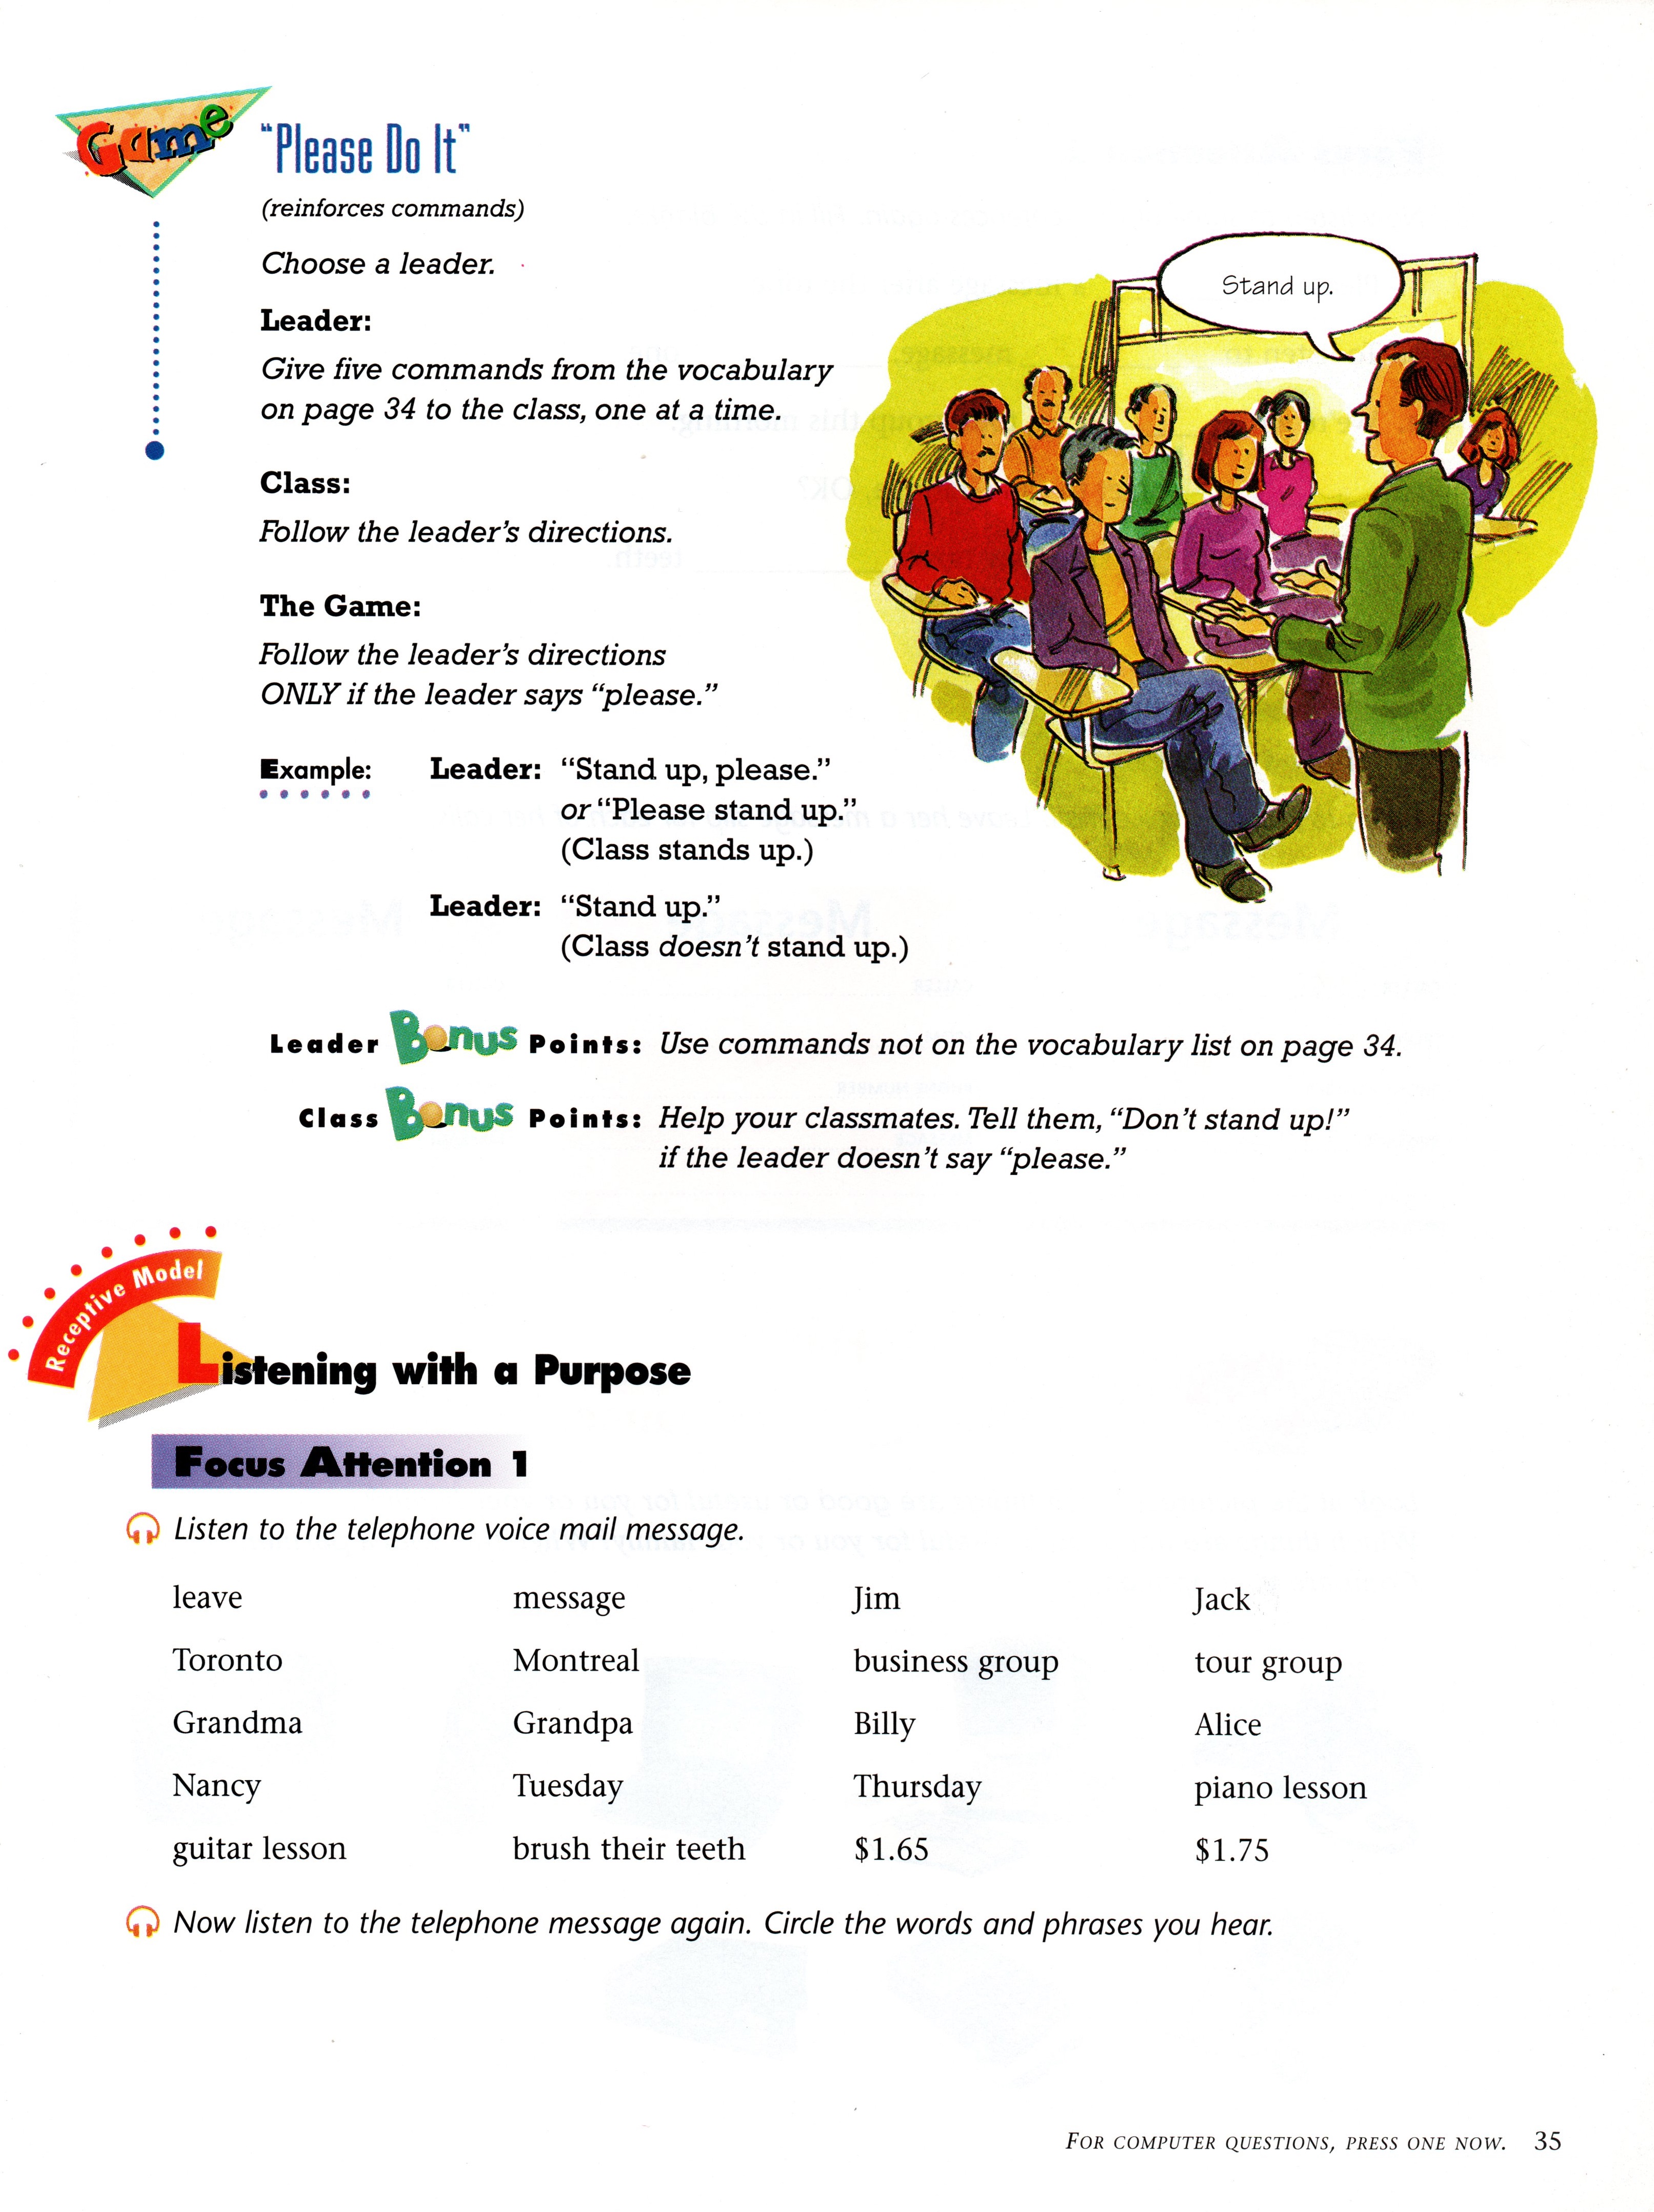 Game
"Please Do It"
(reinforces commands)
Choose a leader.
Leader:
Give five commands from the vocabulary
on page 34 to the class, one at a time.
Class:
Follow the leader's directions.
The Game:
Follow the leader's directions
ONLY if the leader says "please."
Stand up.
Example: Leader: "Stand up, please."
or "Please stand up."
(Class stands up.)
Leader: "Stand up."
(Class doesn't stand up.)
Leader Bonus Points: Use commands not on the vocabulary list on page 34.
Class Bonus Points: Help your classmates. Tell them, "Don't stand up!"
if the leader doesn't say "please."
Receptive Model
Listening with a Purpose
Focus Attention 1
Listen to the telephone voice mail message.
leave message Jim Jack
Toronto Montreal business group tour group
Grandma Grandpa Billy Alice
Nancy Tuesday Thursday piano lesson
guitar lesson brush their teeth $1.65 $1.75
Now listen to the telephone message again. Circle the words and phrases you hear.
FOR COMPUTER QUESTIONS, PRESS ONE NOW. 35